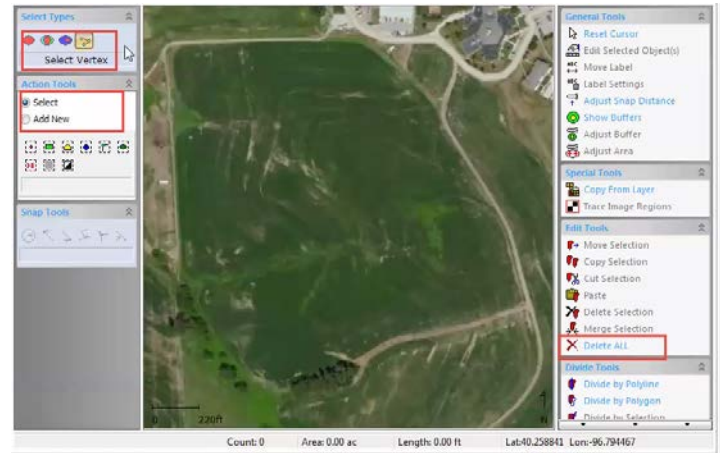 Select Types
Select Vertex
Action Tools
Select
Add New
Snap Tools
0
220ft
N
General Tools
Reset Cursor
Edit Selected Object(s)
Move Label
Label Settings
Adjust Snap Distance
Show Buffers
Adjust Buffer
Adjust Area
Special Tools
Copy From Layer
Trace Image Regions
Edit Tools
Move Selection
Copy Selection
Cut Selection
Paste
Delete Selection
Merge Selection
Delete ALL
Divide Tools
Divide by Polyline
Divide by Polygon
Divide by Selection
Count: 0 Area: 0.00 ac Length: 0.00 ft Lat:40.258841 Lon:-96.794467